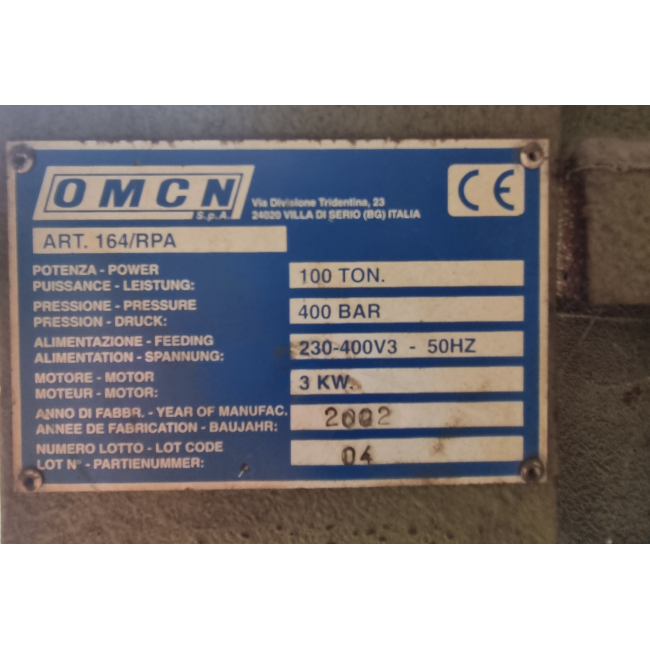 OMCN
S.p.A.
Via Divisione Tridentina, 23
24020 VILLA DI SERIO (BG) ITALIA
CE
ART. 164/RPA
POTENZA - POWER
PUISSANCE - LEISTUNG:
100 TON.
PRESSIONE - PRESSURE
PRESSION - DRUCK:
400 BAR
ALIMENTAZIONE - FEEDING
ALIMENTATION - SPANNUNG:
230-400V3 - 50HZ
MOTORE - MOTOR
MOTEUR - MOTOR:
3 KW.
ANNO DI FABBR. - YEAR OF MANUFAC.
ANNEE DE FABRICATION - BAUJAHR:
2002
NUMERO LOTTO - LOT CODE
LOT N° - PARTIENUMMER:
04